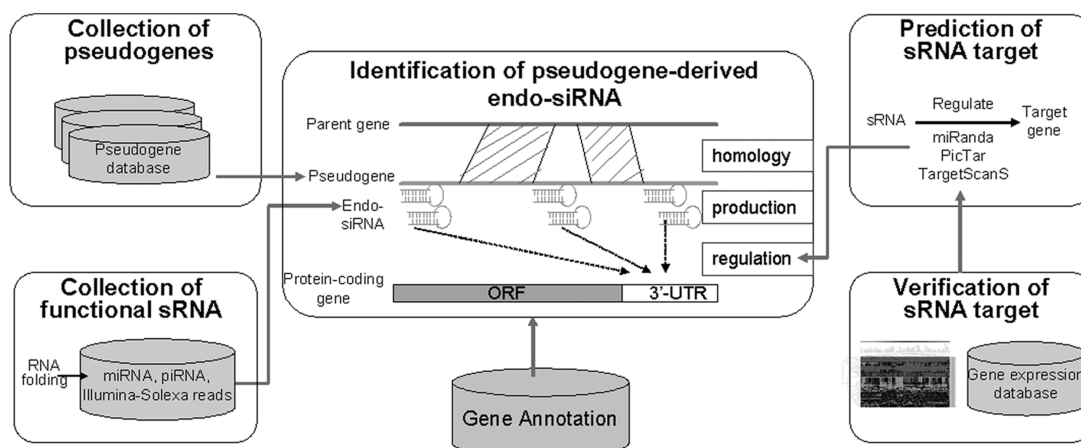 Collection of
pseudogenes
Pseudogene
database
Collection of
functional sRNA
RNA
folding
miRNA, piRNA,
Illumina-Solexa reads
Identification of pseudogene-derived
endo-siRNA
Parent gene
homology
Pseudogene
Endo-
siRNA
production
regulation
Protein-coding
gene
ORF
3'-UTR
Gene Annotation
Prediction of
sRNA target
Regulate
sRNA
Target
gene
miRanda
PicTar
TargetScanS
Verification of
sRNA target
Gene expression
database